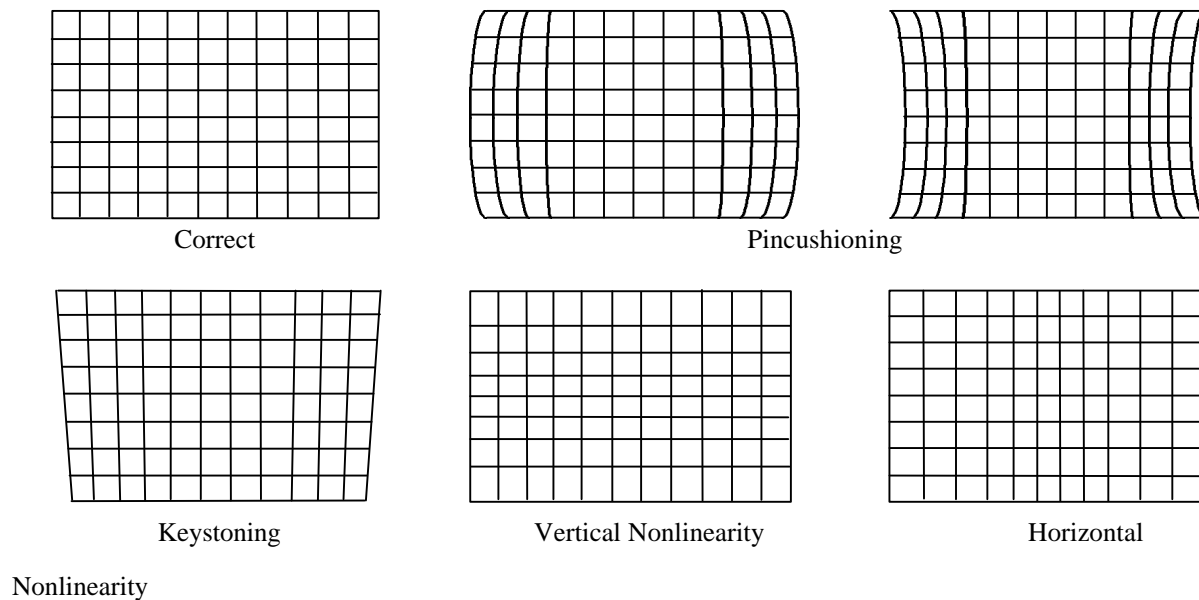 Correct
Pincushioning
Keystoning
Vertical Nonlinearity
Horizontal
Nonlinearity